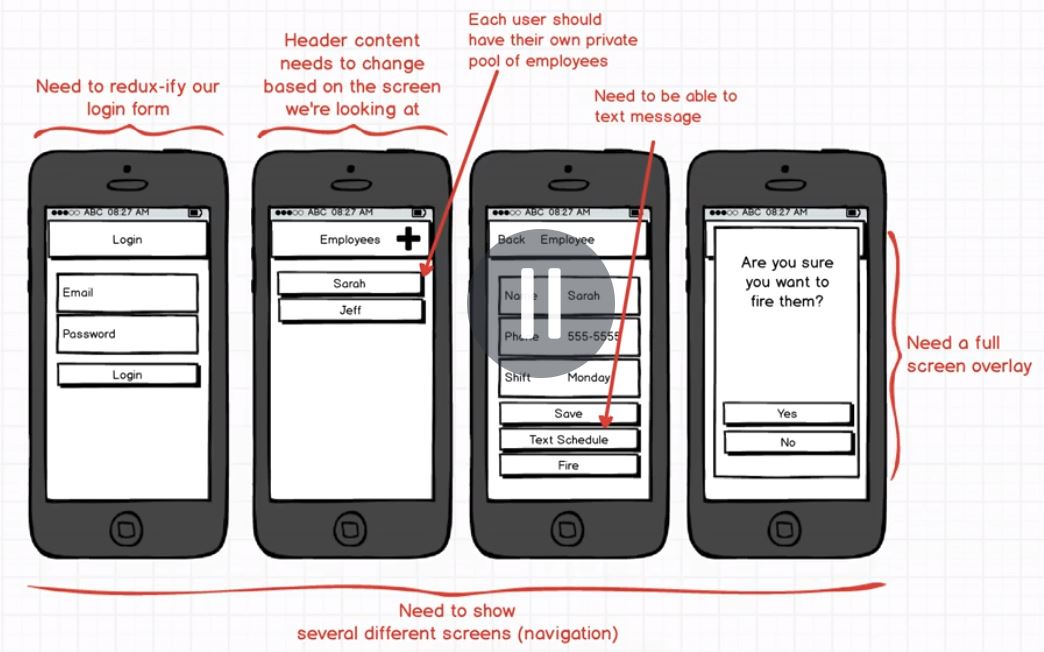 Need to redux-ify our
login form
Header content
needs to change
based on the screen
we're looking at
Each user should
have their own private
pool of employees
Need to be able to
text message
ABC 08:27 AM
Login
Email
Password
Login
ABC 08:27 AM
Employees
Sarah
Jeff
ABC 08:27 AM
Back Employee
Name Sarah
Phone 555-5555
Shift Monday
Save
Text Schedule
Fire
ABC 08:27 AM
Are you sure
you want to
fire them?
Yes
No
Need a full
screen overlay
Need to show
several different screens (navigation)